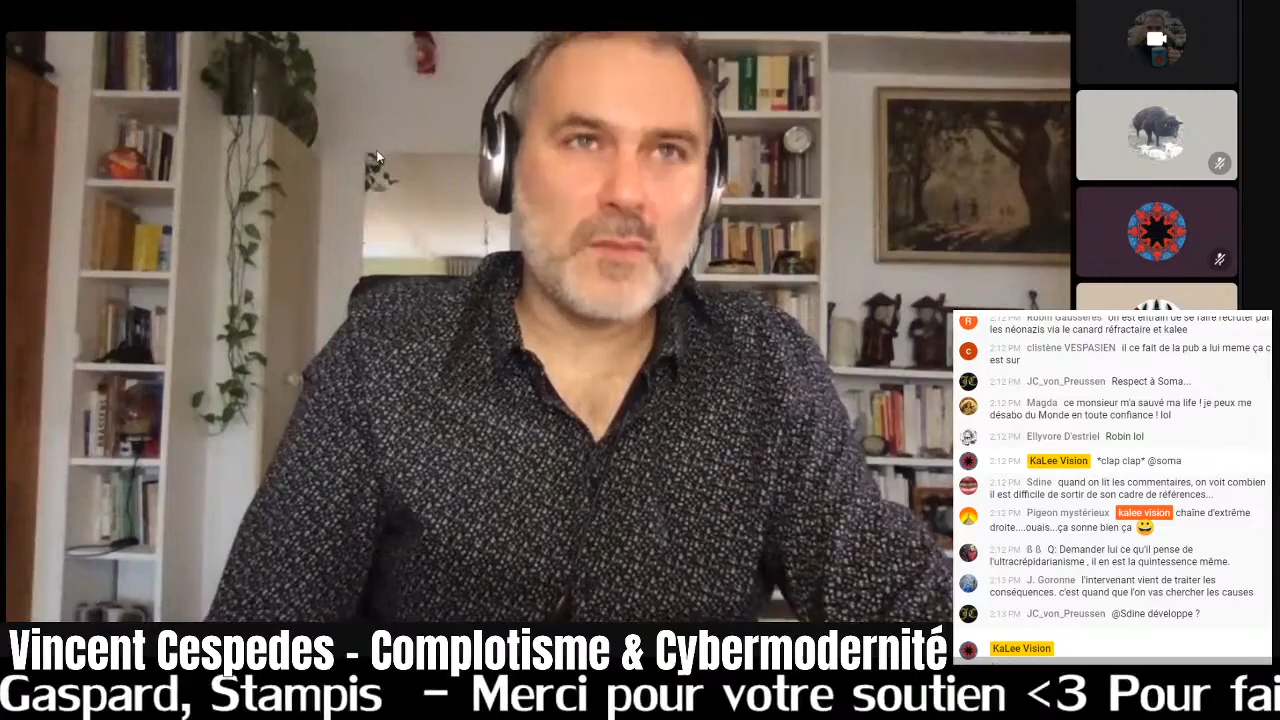 2:12 PM Robin Gausseres on est entrain de se faire recruter par
les néonazis via le canard réfractaire et kalee
2:12 PM clistène VESPASIEN il ce fait de la pub a lui meme ça c
est sur
2:12 PM JC_von_Preussen Respect à Soma...
2:12 PM Magda ce monsieur m'a sauvé ma life ! je peux me
désabo du Monde en toute confiance ! lol
2:12 PM Ellyvore D'estriel Robin lol
2:12 PM KaLee Vision *clap clap* @soma
2:12 PM Sdine quand on lit les commentaires, on voit combien
il est difficile de sortir de son cadre de références...
2:12 PM Pigeon mystérieux kalee vision chaîne d'extrême
droite....ouais...ça sonne bien ça 😀
2:12 PM ß ß Q: Demander lui ce qu'il pense de
l'ultracrépidarianisme , il en est la quintessence même.
2:13 PM J. Goronne l'intervenant vient de traiter les
conséquences. c'est quand que l'on vas chercher les causes
2:13 PM JC_von_Preussen @Sdine développe ?
KaLee Vision
Vincent Cespedes - Complotisme & Cybermodernité
Gaspard, Stampis – Merci pour votre soutien <3 Pour fai